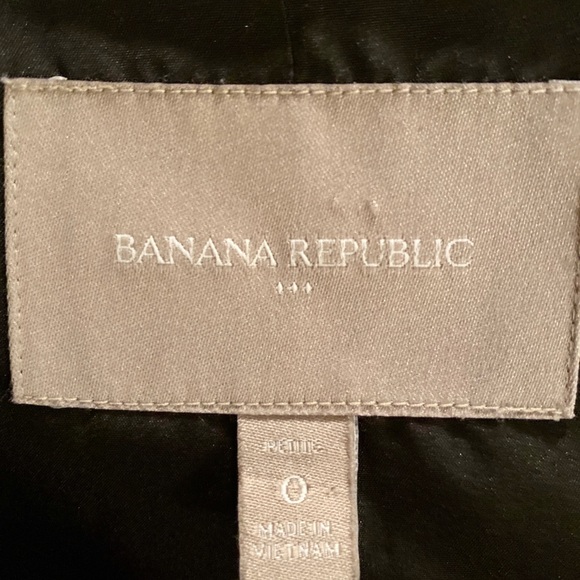 BANANA REPUBLIC
PETITE
0
MADE IN
VIETNAM